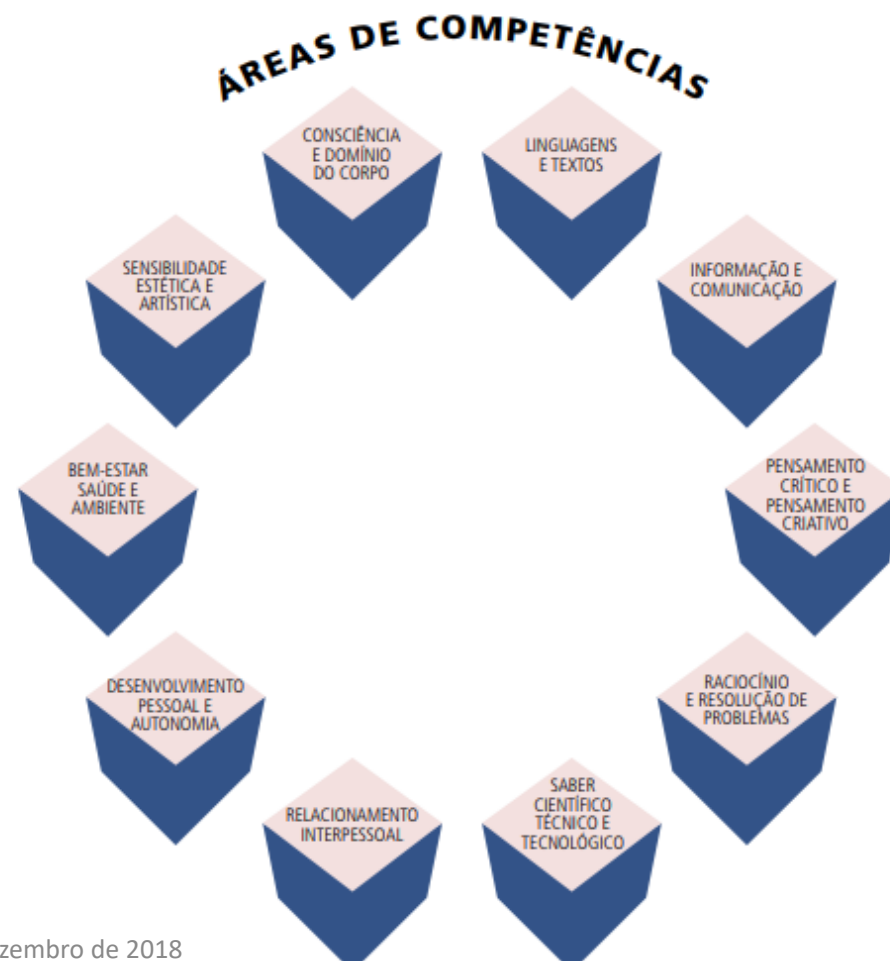 ÁREAS DE COMPETÊNCIAS
CONSCIÊNCIA
E DOMÍNIO
DO CORPO
LINGUAGENS
E TEXTOS
SENSIBILIDADE
ESTÉTICA E
ARTÍSTICA
INFORMAÇÃO E
COMUNICAÇÃO
BEM-ESTAR
SAÚDE E
AMBIENTE
PENSAMENTO
CRÍTICO E
PENSAMENTO
CRIATIVO
DESENVOLVIMENTO
PESSOAL E
AUTONOMIA
RACIOCÍNIO
E RESOLUÇÃO DE
PROBLEMAS
RELACIONAMENTO
INTERPESSOAL
SABER
CIENTÍFICO
TÉCNICO E
TECNOLÓGICO
zembro de 2018